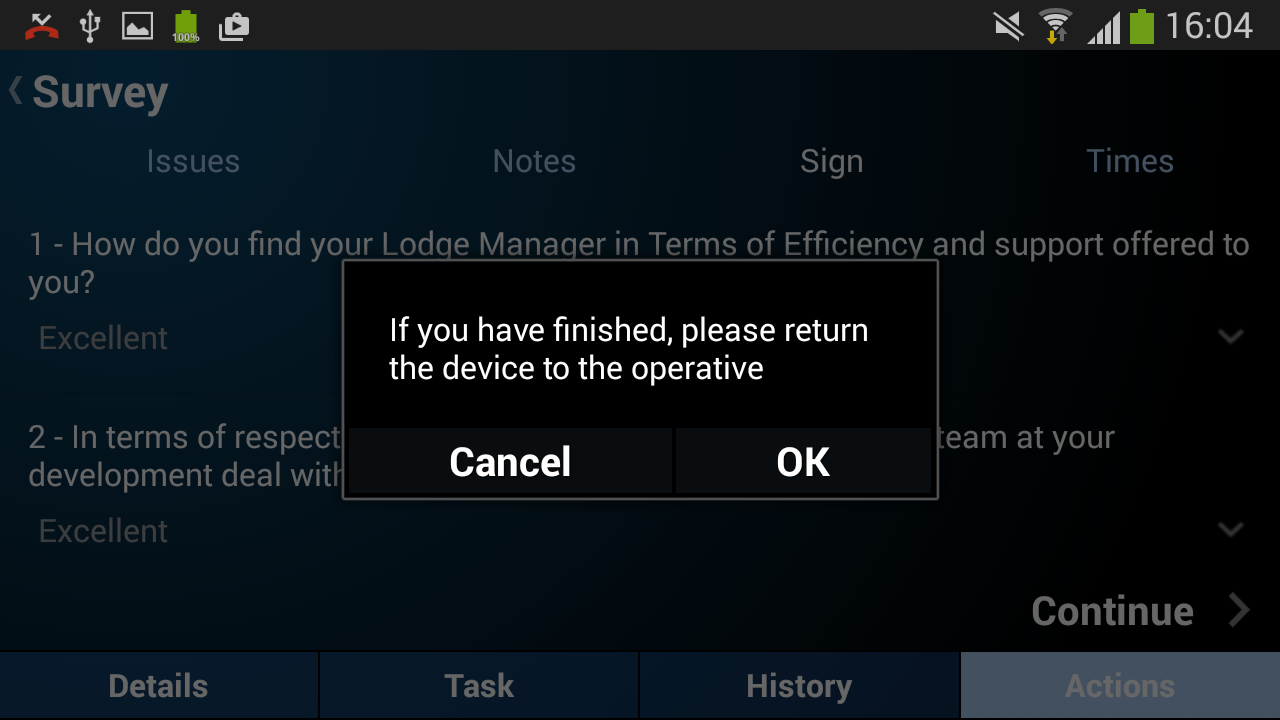 100%
16:04
Survey
Issues Notes Sign Times
1 - How do you find your Lodge Manager in Terms of Efficiency and support offered to
you?
Excellent
If you have finished, please return
the device to the operative
2 - In terms of respect team at your
development deal with
Cancel OK
Excellent
Continue
Details Task History Actions